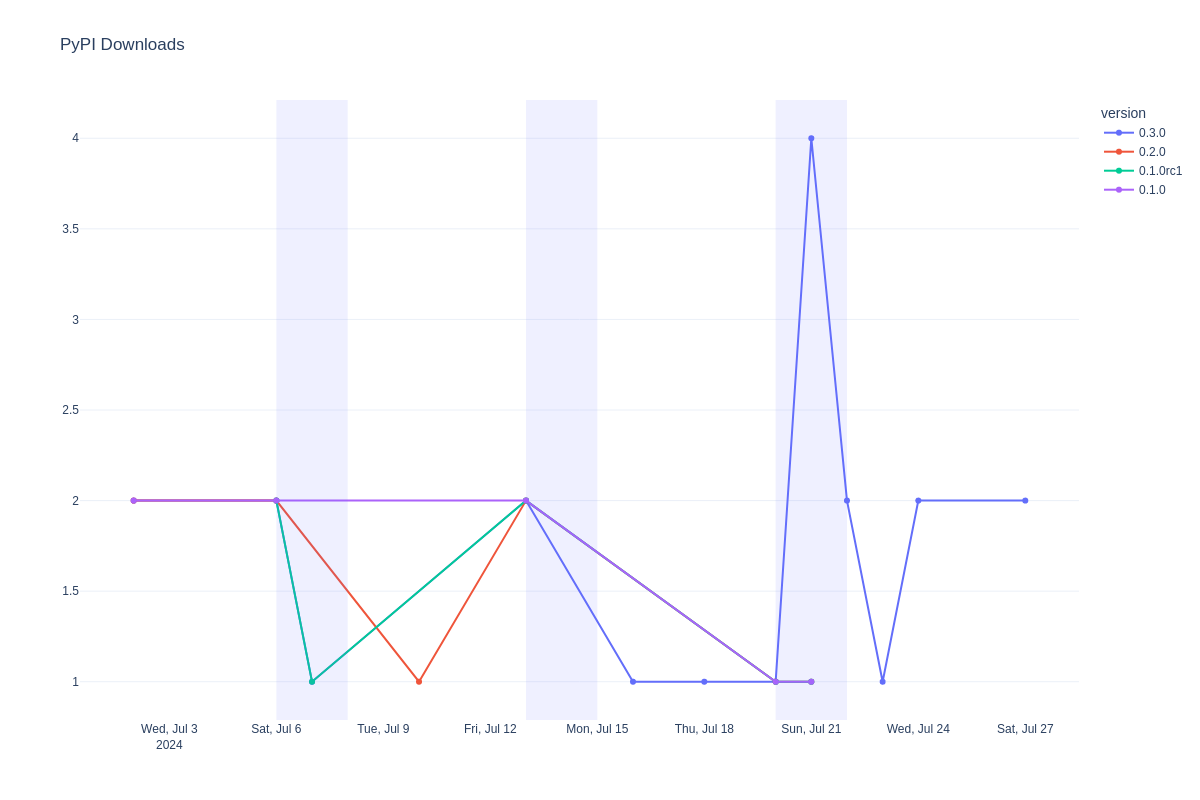 PyPI Downloads
version
0.3.0
0.2.0
0.1.0rc1
0.1.0
4
3.5
3
2.5
2
1.5
1
Wed, Jul 3
2024
Sat, Jul 6
Tue, Jul 9
Fri, Jul 12
Mon, Jul 15
Thu, Jul 18
Sun, Jul 21
Wed, Jul 24
Sat, Jul 27